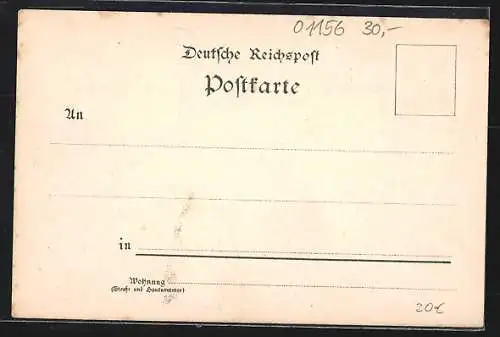 01156 30,-
Deutsche Reichspost
Postkarte
An
in
Wohnung
(Straße und Hausnummer)
20€